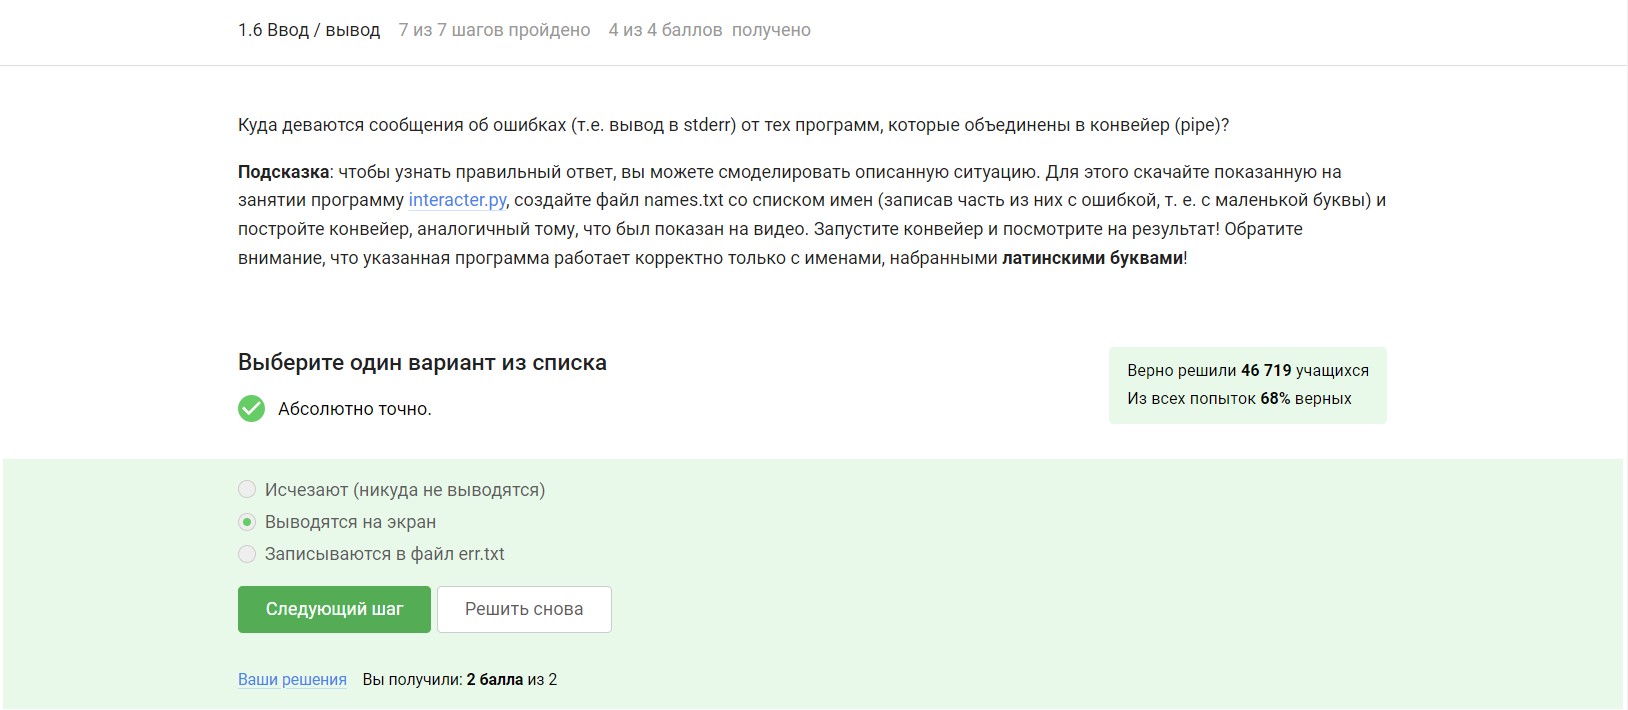 1.6 Ввод / вывод 7 из 7 шагов пройдено 4 из 4 баллов получено
Куда деваются сообщения об ошибках (т.е. вывод в stderr) от тех программ, которые объединены в конвейер (pipe)?
Подсказка: чтобы узнать правильный ответ, вы можете смоделировать описанную ситуацию. Для этого скачайте показанную на
занятии программу interacter.py, создайте файл names.txt со списком имен (записав часть из них с ошибкой, т. е. с маленькой буквы) и
постройте конвейер, аналогичный тому, что был показан на видео. Запустите конвейер и посмотрите на результат! Обратите
внимание, что указанная программа работает корректно только с именами, набранными латинскими буквами!
Выберите один вариант из списка
Абсолютно точно.
Верно решили 46 719 учащихся
Из всех попыток 68% верных
Исчезают (никуда не выводятся)
Выводятся на экран
Записываются в файл err.txt
Следующий шаг
Решить снова
Ваши решения Вы получили: 2 балла из 2